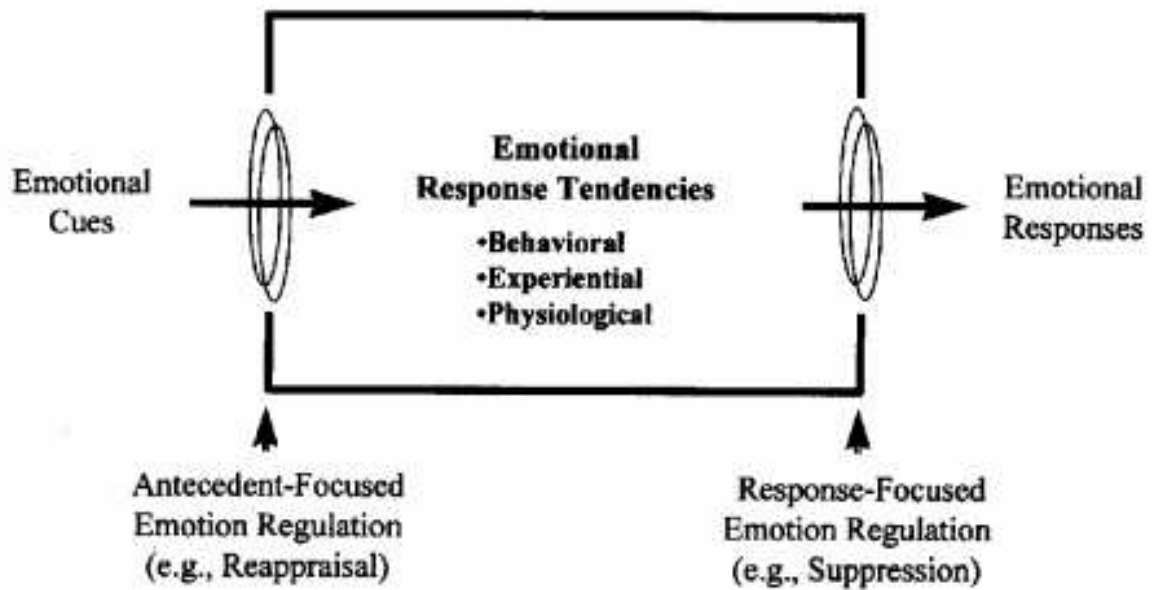 Emotional
Cues
Emotional
Response Tendencies
•Behavioral
•Experiential
•Physiological
Emotional
Responses
Antecedent-Focused
Emotion Regulation
(e.g., Reappraisal)
Response-Focused
Emotion Regulation
(e.g., Suppression)